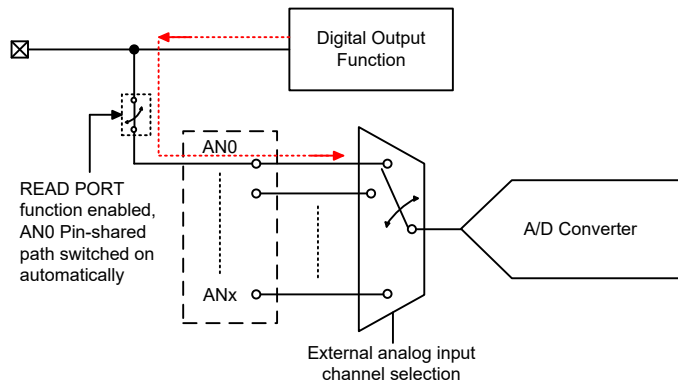 Digital Output
Function
AN0
READ PORT
function enabled,
AN0 Pin-shared
path switched on
automatically
A/D Converter
ANx
External analog input
channel selection